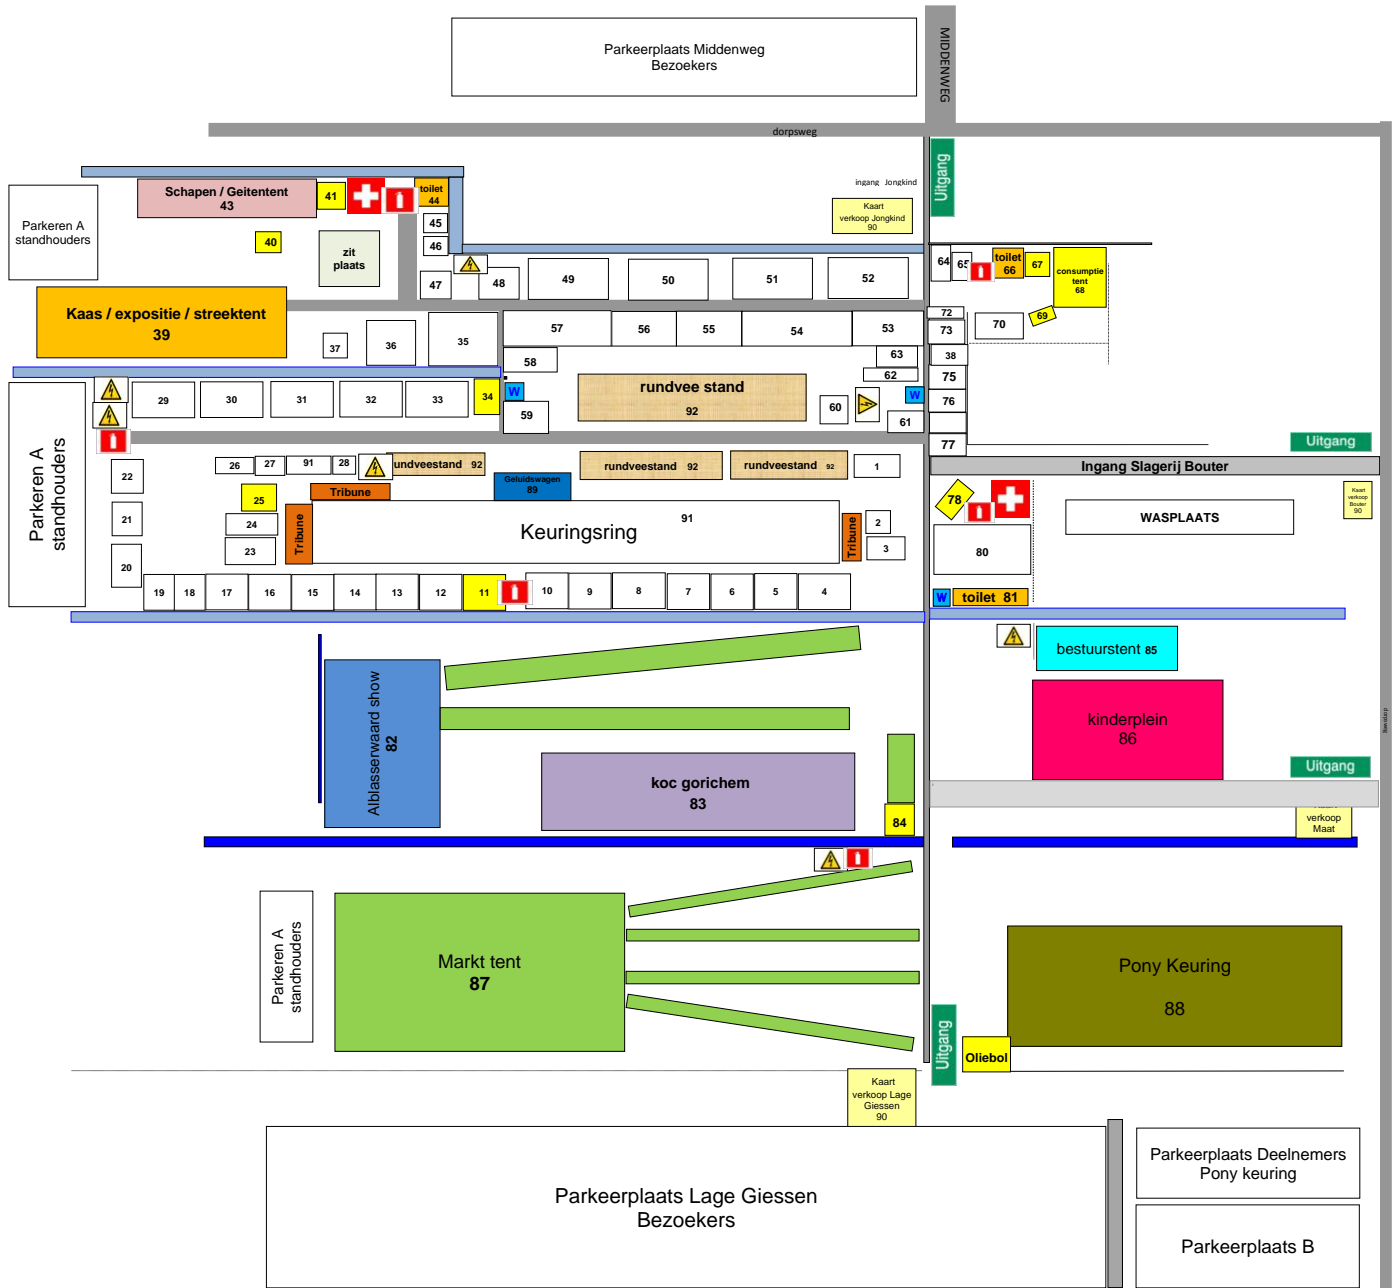 Parkeerplaats Middenweg
Bezoekers
MIDDENWEG
dorpsweg
Uitgang
Schapen / Geitentent
43
41
toilet
44
45
46
Parkeren A
standhouders
40
zit
plaats
ingang Jongkind
Kaart
verkoop Jongkind
90
47
48
49
50
51
52
64
65
toilet
66
67
consumptie
tent
68
69
Kaas / expositie / streektent
39
37
36
35
57
56
55
54
53
72
73
70
58
63
62
38
75
76
77
29
30
31
32
33
34
W
59
rundvee stand
92
60
W
61
Parkeren A
standhouders
Uitgang
Ingang Slagerij Bouter
22
26
27
91
28
rundveestand 92
rundveestand 92
rundveestand 92
1
Geluidswagen
89
25
Tribune
21
24
23
Tribune
91
Keuringsring
Tribune
2
3
78
WASPLAATS
Kaart
verkoop
Bouter
90
80
20
19
18
17
16
15
14
13
12
11
10
9
8
7
6
5
4
W
toilet 81
bestuurstent 85
Alblasserwaard show
82
kinderplein
86
koc gorichem
83
84
Uitgang
verkoop
Maat
Parkeren A
standhouders
Markt tent
87
Pony Keuring
88
Uitgang
Oliebol
Kaart
verkoop Lage
Giessen
90
Parkeerplaats Lage Giessen
Bezoekers
Parkeerplaats Deelnemers
Pony keuring
Parkeerplaats B